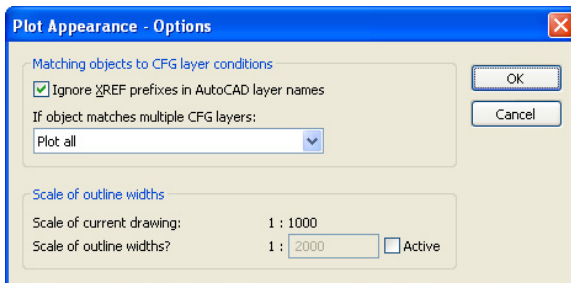 Plot Appearance - Options
Matching objects to CFG layer conditions
Ignore XREF prefixes in AutoCAD layer names
If object matches multiple CFG layers:
Plot all
OK
Cancel
Scale of outline widths
Scale of current drawing: 1 : 1000
Scale of outline widths? 1 : 2000 Active